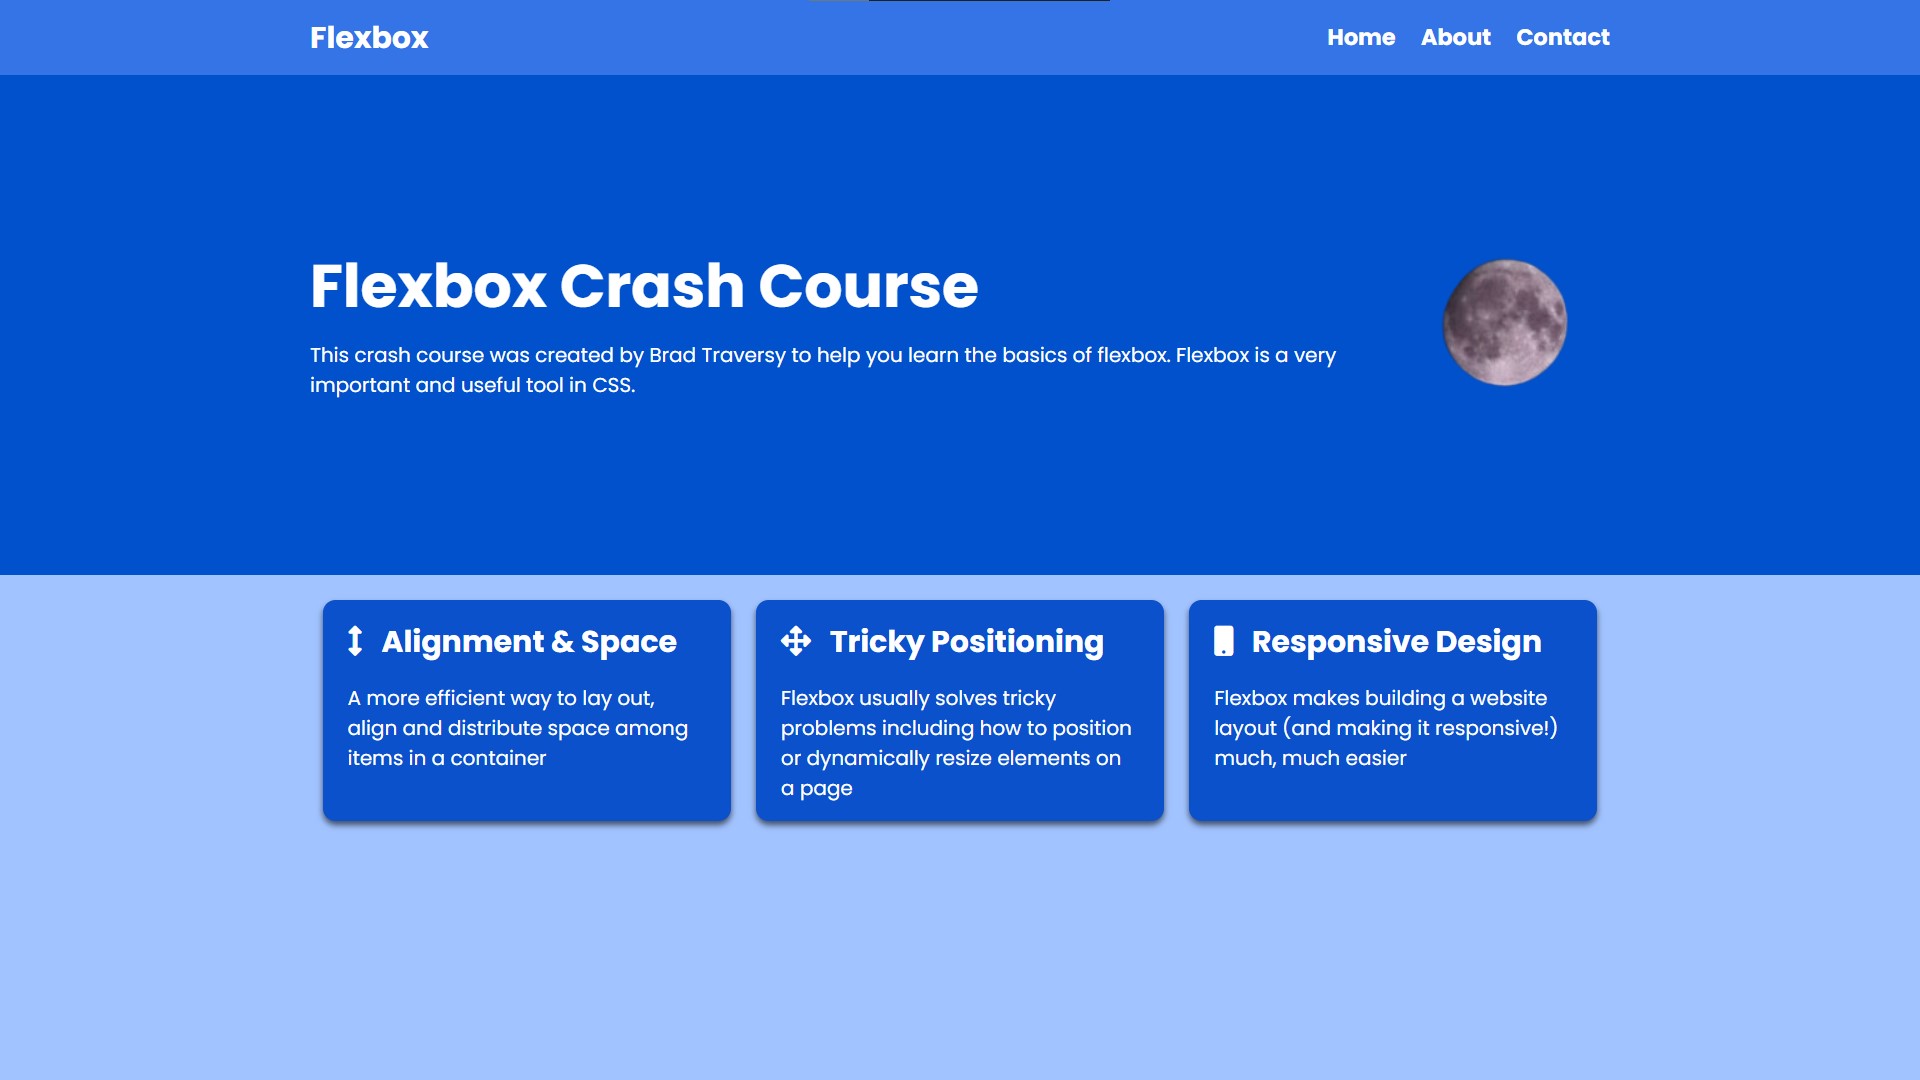 Flexbox
Home About Contact
Flexbox Crash Course
This crash course was created by Brad Traversy to help you learn the basics of flexbox. Flexbox is a very
important and useful tool in CSS.
Alignment & Space
A more efficient way to lay out,
align and distribute space among
items in a container
Tricky Positioning
Flexbox usually solves tricky
problems including how to position
or dynamically resize elements on
a page
Responsive Design
Flexbox makes building a website
layout (and making it responsive!)
much, much easier